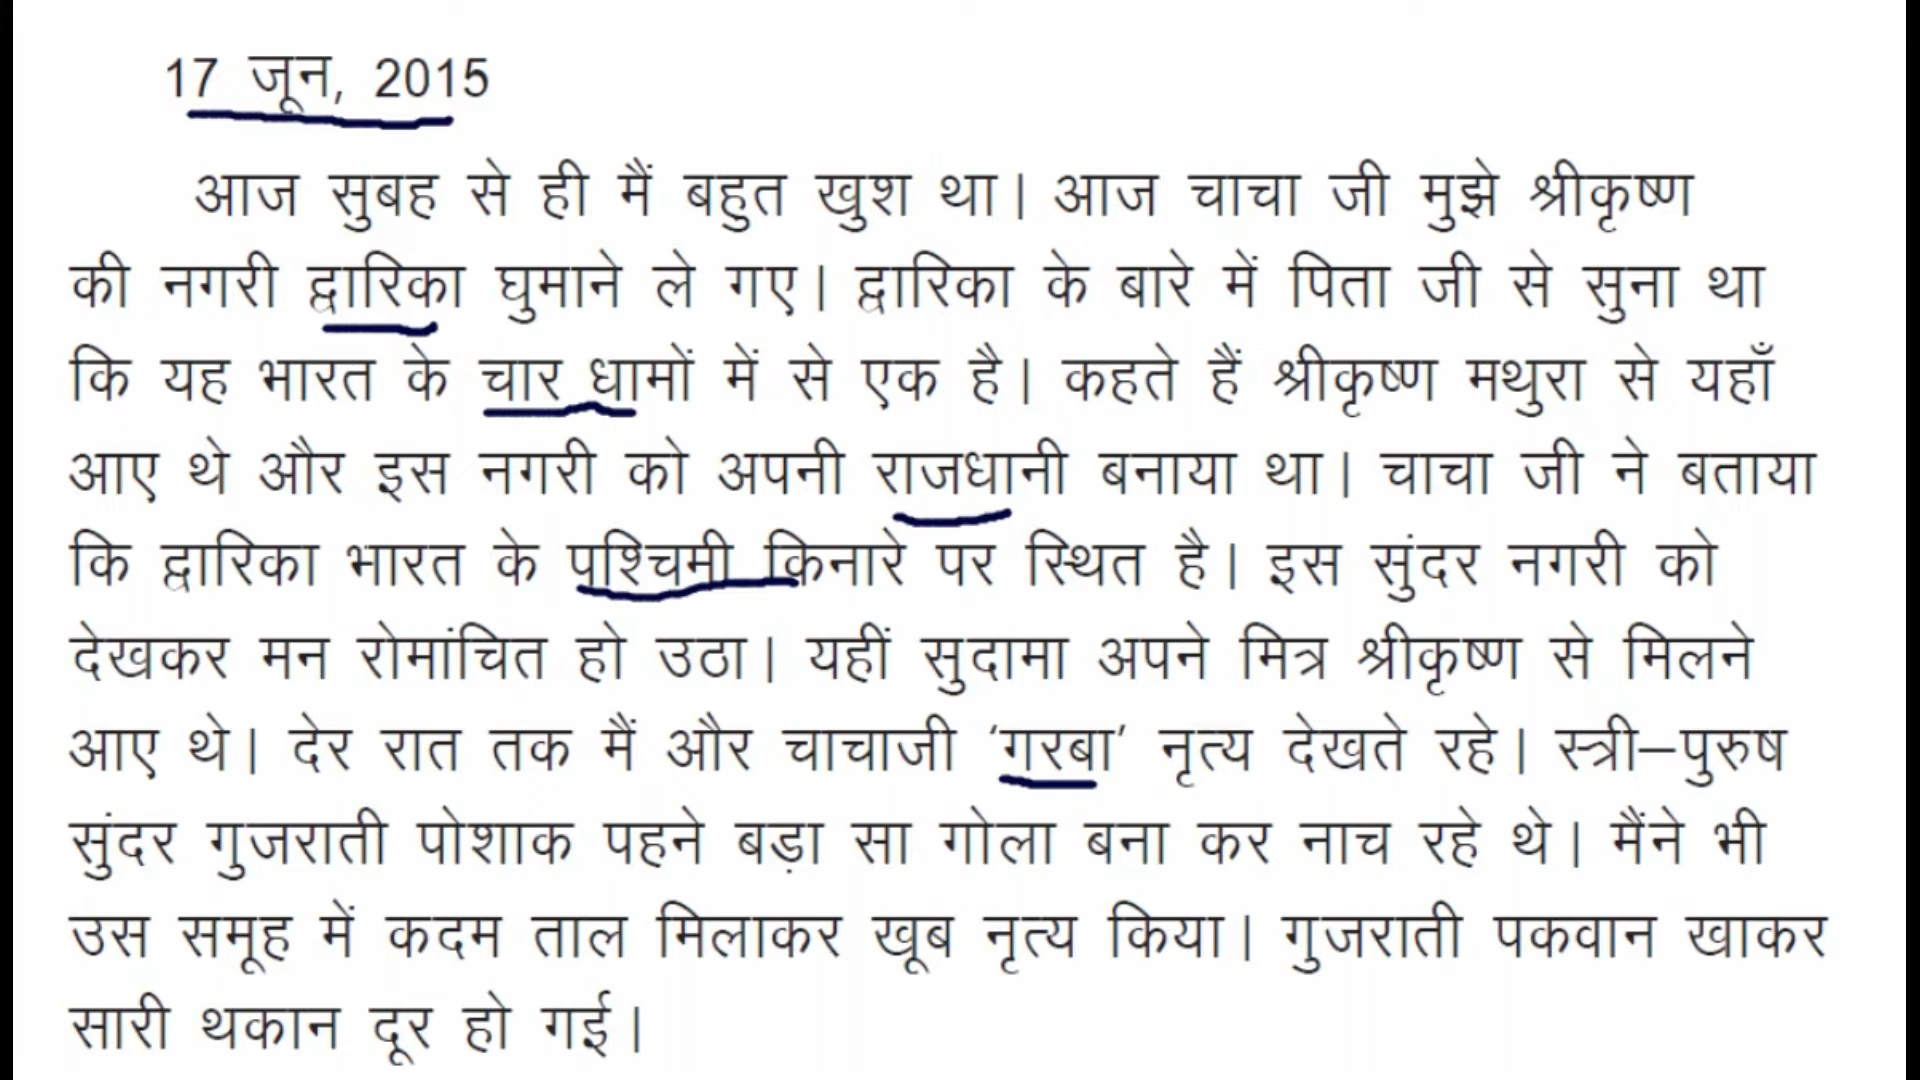 17 जून, 2015
आज सुबह से ही मैं बहुत खुश था। आज चाचा जी मुझे श्रीकृष्ण
की नगरी द्वारिका घुमाने ले गए। द्वारिका के बारे में पिता जी से सुना था
कि यह भारत के चार धामों में से एक है। कहते हैं श्रीकृष्ण मथुरा से यहाँ
आए थे और इस नगरी को अपनी राजधानी बनाया था। चाचा जी ने बताया
कि द्वारिका भारत के पश्चिमी किनारे पर स्थित है। इस सुंदर नगरी को
देखकर मन रोमांचित हो उठा। यहीं सुदामा अपने मित्र श्रीकृष्ण से मिलने
आए थे। देर रात तक मैं और चाचाजी ‘गरबा’ नृत्य देखते रहे। स्त्री–पुरुष
सुंदर गुजराती पोशाक पहने बड़ा सा गोला बना कर नाच रहे थे। मैंने भी
उस समूह में कदम ताल मिलाकर खूब नृत्य किया। गुजराती पकवान खाकर
सारी थकान दूर हो गई।